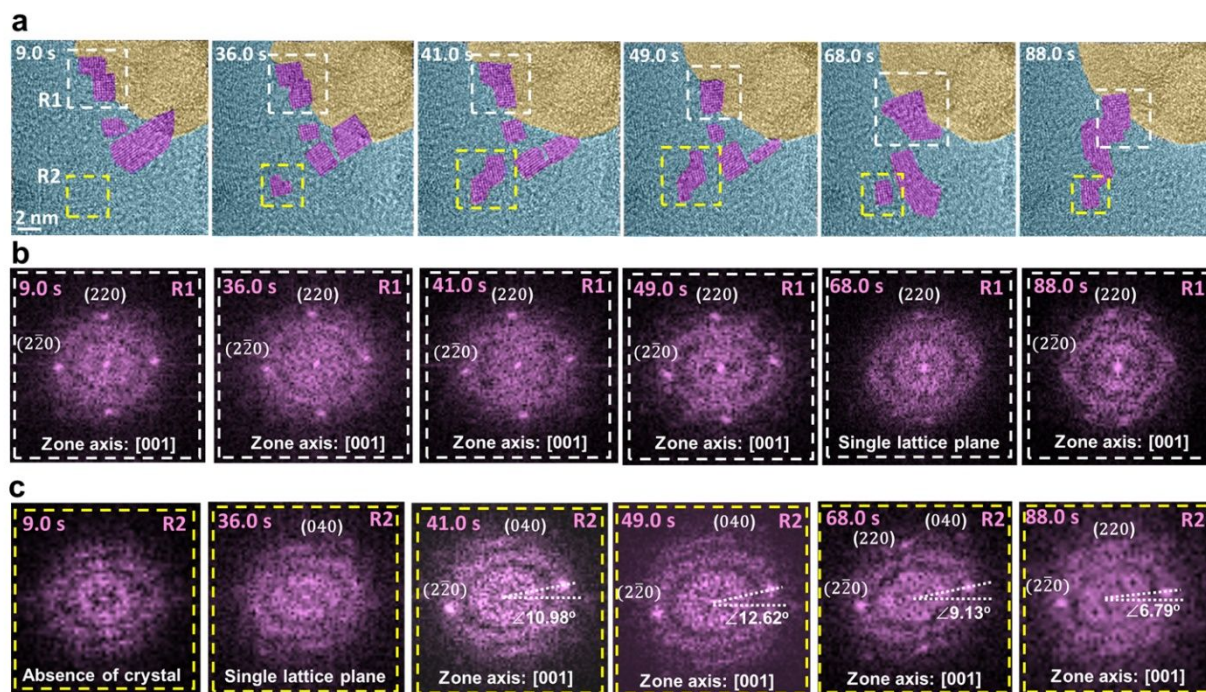 a
9.0 s 36.0 s 41.0 s 49.0 s 68.0 s 88.0 s
R1
R2
2 nm
b
9.0 s R1 36.0 s R1 41.0 s R1 49.0 s R1 68.0 s R1 88.0 s R1
(220) (220) (220) (220) (220) (220)
(22̄0) (22̄0) (22̄0) (22̄0) (22̄0)
Zone axis: [001] Zone axis: [001] Zone axis: [001] Zone axis: [001] Single lattice plane Zone axis: [001]
c
9.0 s R2 36.0 s R2 41.0 s R2 49.0 s R2 68.0 s R2 88.0 s R2
(040) (040) (040) (220) (040) (220)
(22̄0) (22̄0) (22̄0) (22̄0)
∠10.98° ∠12.62° ∠9.13° ∠6.79°
Absence of crystal Single lattice plane Zone axis: [001] Zone axis: [001] Zone axis: [001] Zone axis: [001]